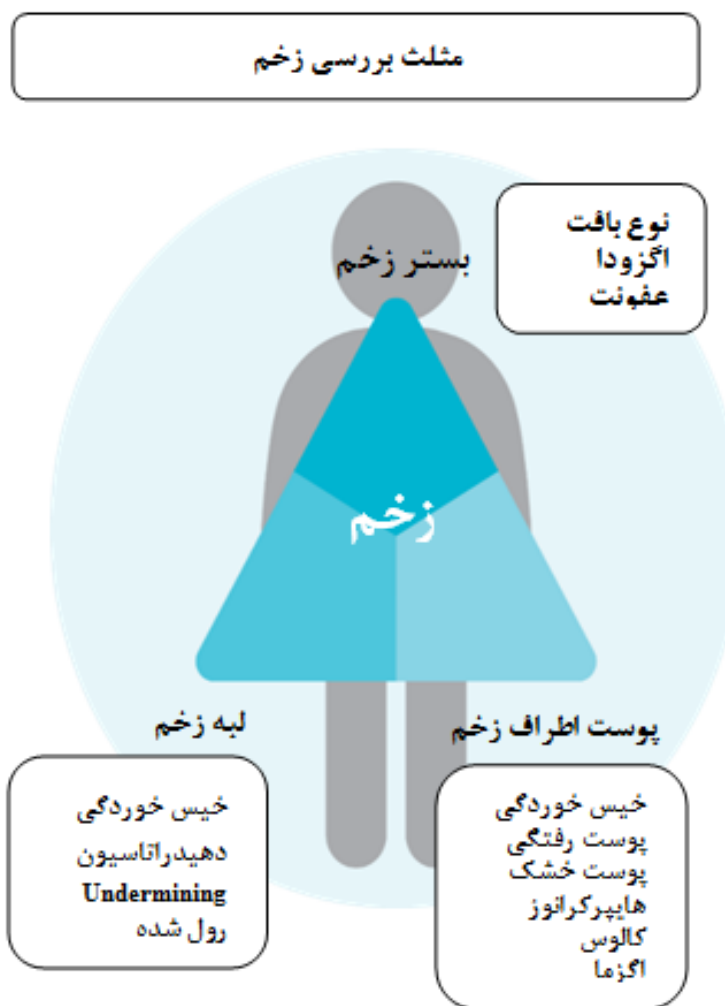 مثلث بررسی زخم
بستر زخم
نوع بافت
اگزودا
عفونت
زخم
لبه زخم
خیس خوردگی
دهیدراتاسیون
Undermining
رول شده
پوست اطراف زخم
خیس خوردگی
پوست رفتگی
پوست خشک
هایپرکرانوز
کالوس
اگزما